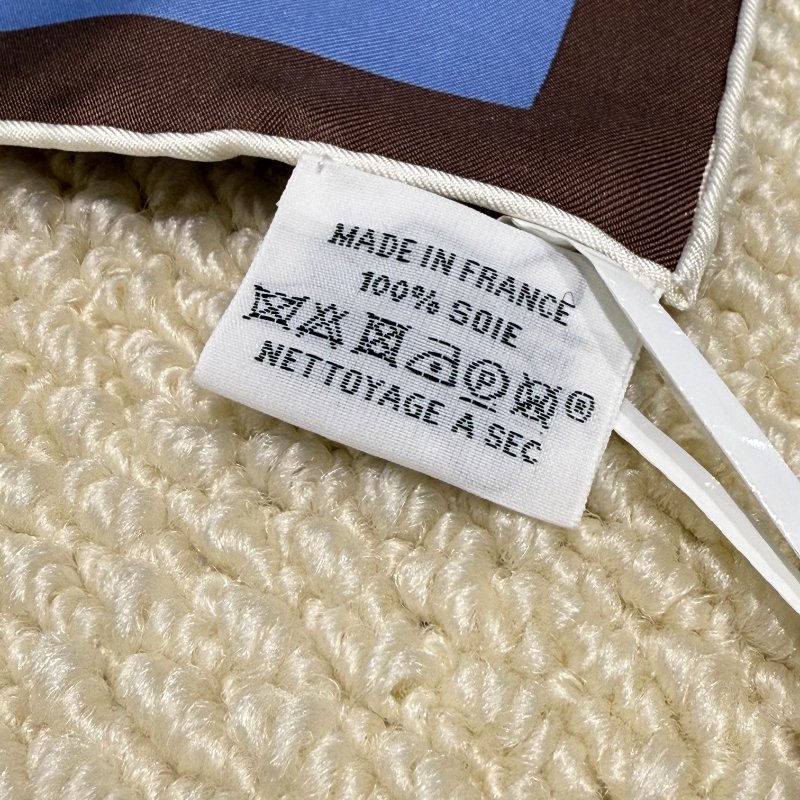 MADE IN FRANCE
100% SOIE
P ®
NETTOYAGE A SEC